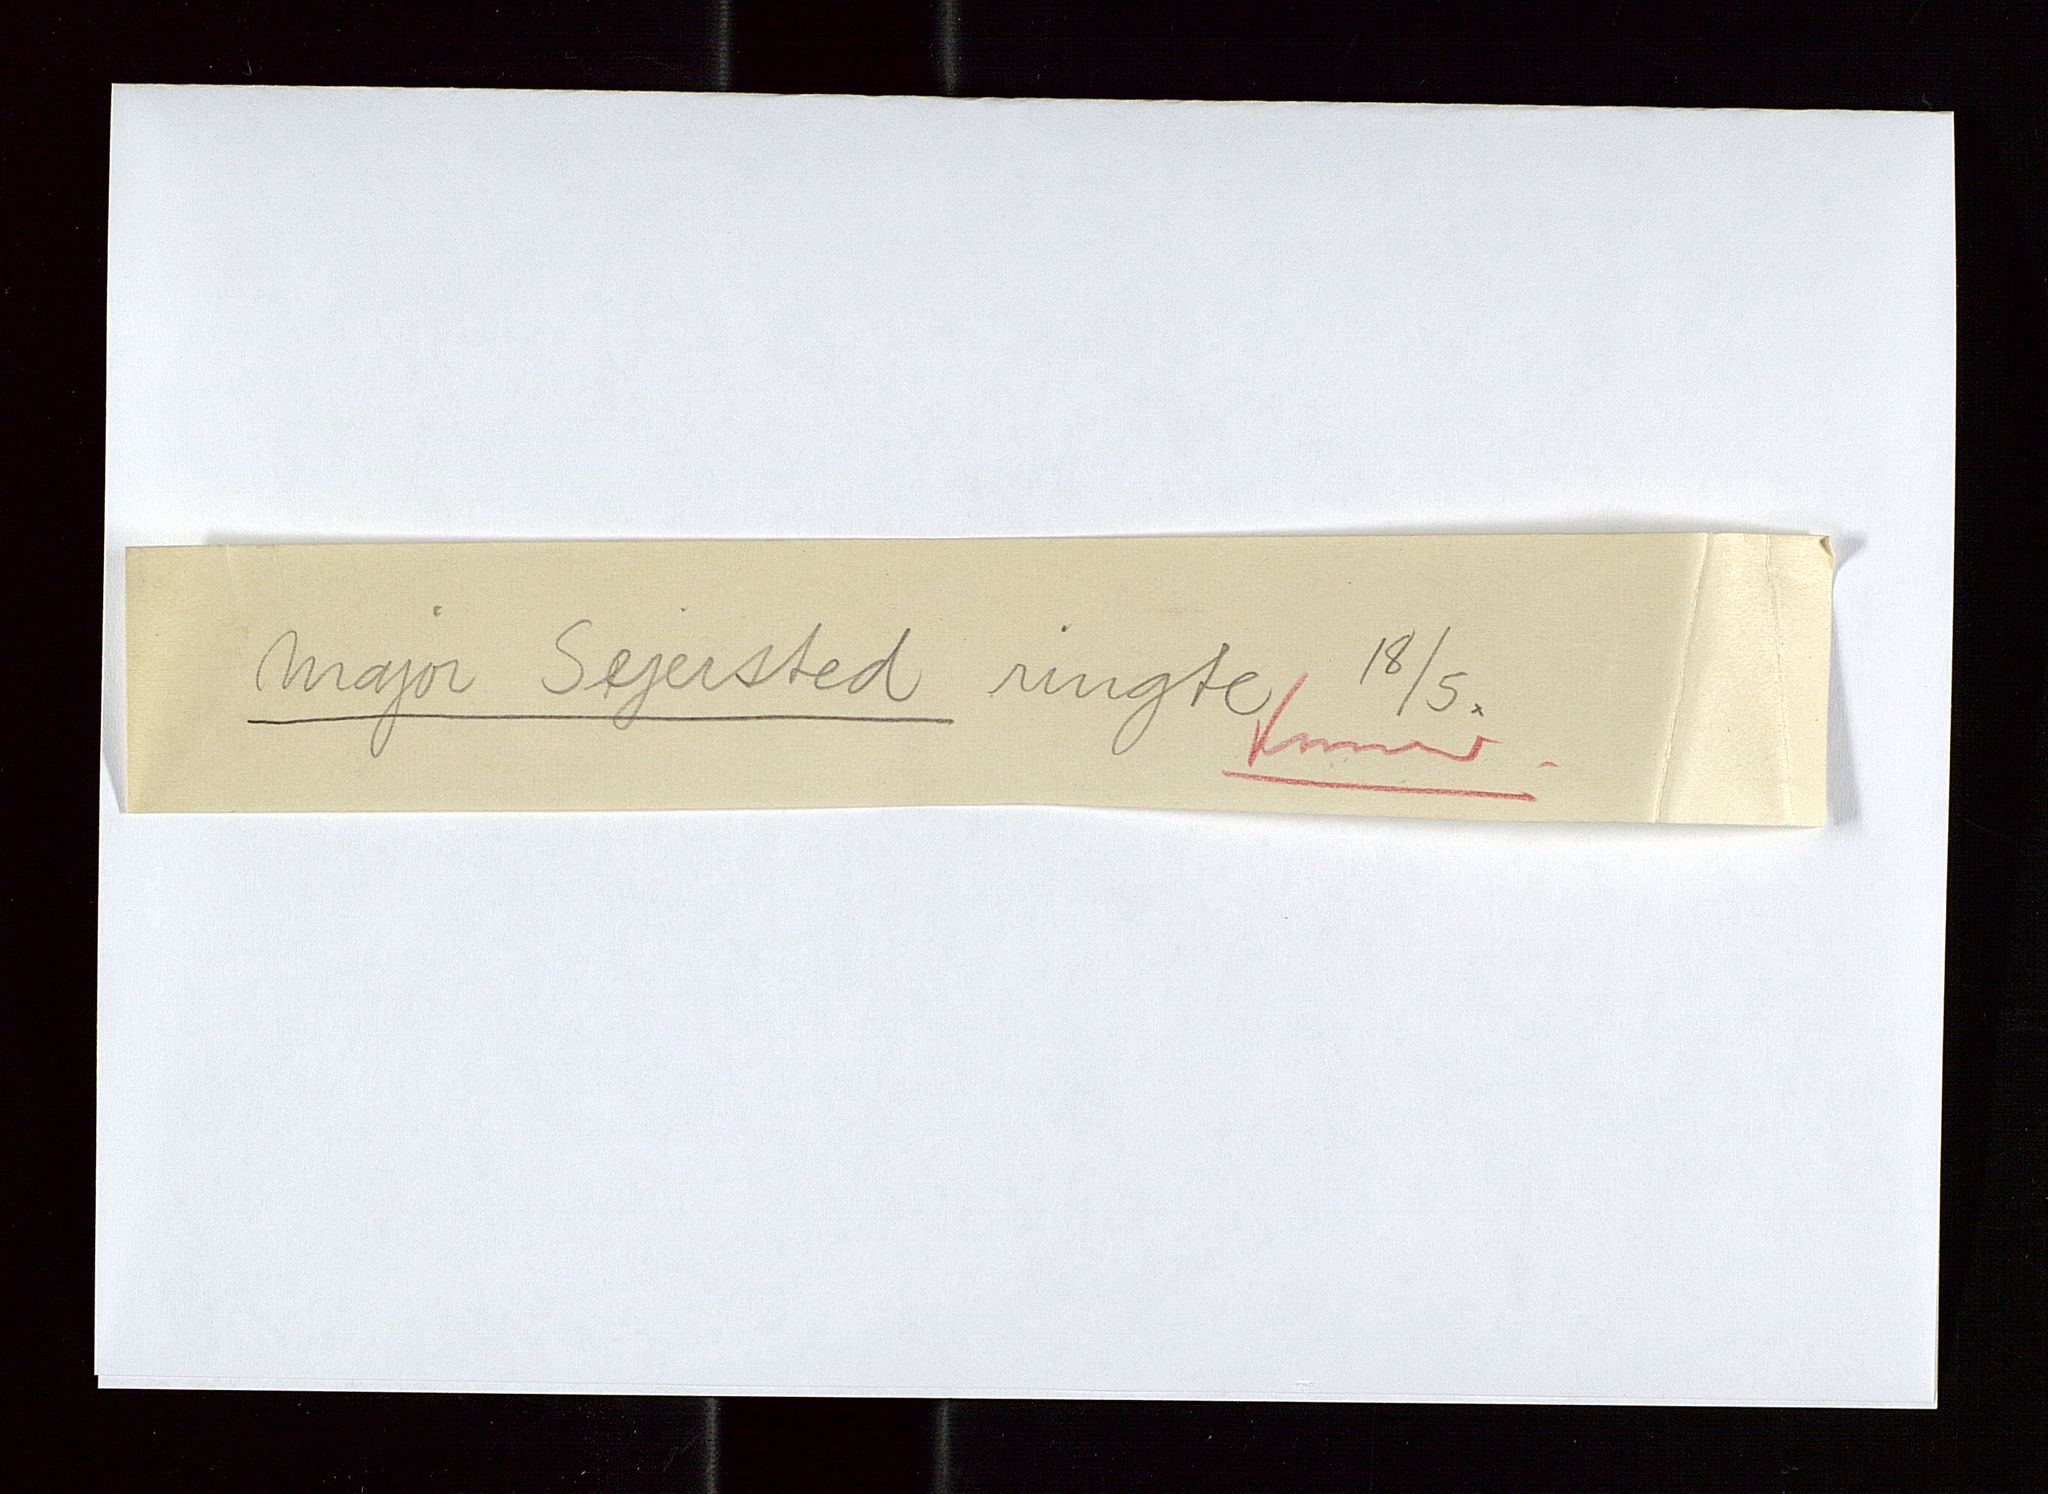 Major Sejersted ringte 18/5.